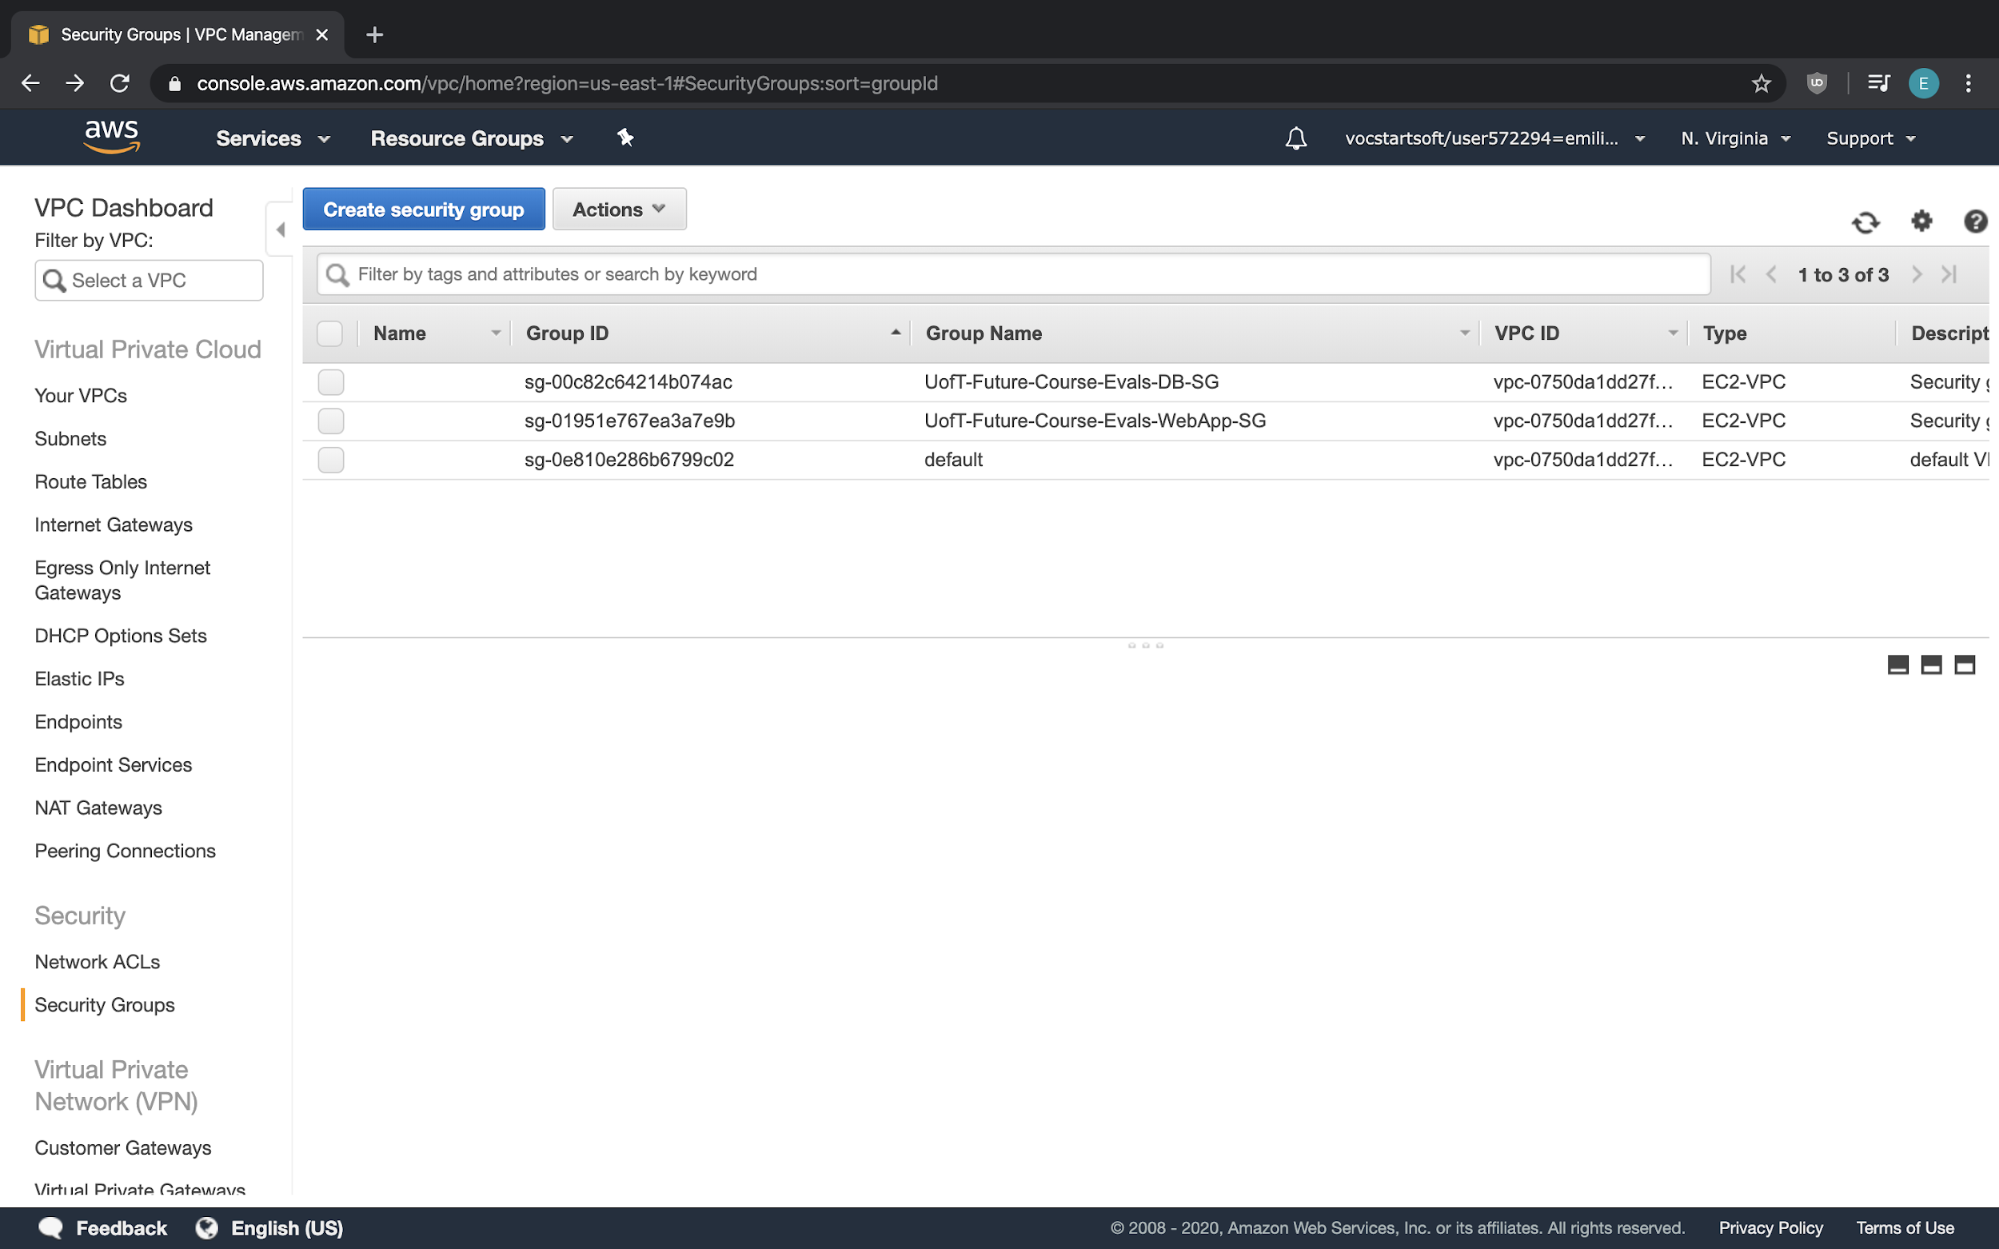 Security Groups | VPC Managem
console.aws.amazon.com/vpc/home?region=us-east-1#SecurityGroups:sort=groupId
E
aws
Services
Resource Groups
vocstartsoft/user572294=emili...
N. Virginia
Support
VPC Dashboard
Filter by VPC:
Select a VPC
Virtual Private Cloud
Your VPCs
Subnets
Route Tables
Internet Gateways
Egress Only Internet
Gateways
DHCP Options Sets
Elastic IPs
Endpoints
Endpoint Services
NAT Gateways
Peering Connections
Security
Network ACLs
Security Groups
Virtual Private
Network (VPN)
Customer Gateways
Virtual Private Gateways
Create security group
Actions
Filter by tags and attributes or search by keyword
1 to 3 of 3
Name Group ID Group Name VPC ID Type Descript
sg-00c82c64214b074ac UofT-Future-Course-Evals-DB-SG vpc-0750da1dd27f... EC2-VPC Security g
sg-01951e767ea3a7e9b UofT-Future-Course-Evals-WebApp-SG vpc-0750da1dd27f... EC2-VPC Security g
sg-0e810e286b6799c02 default vpc-0750da1dd27f... EC2-VPC default VI
Feedback
English (US)
© 2008 - 2020, Amazon Web Services, Inc. or its affiliates. All rights reserved.
Privacy Policy
Terms of Use